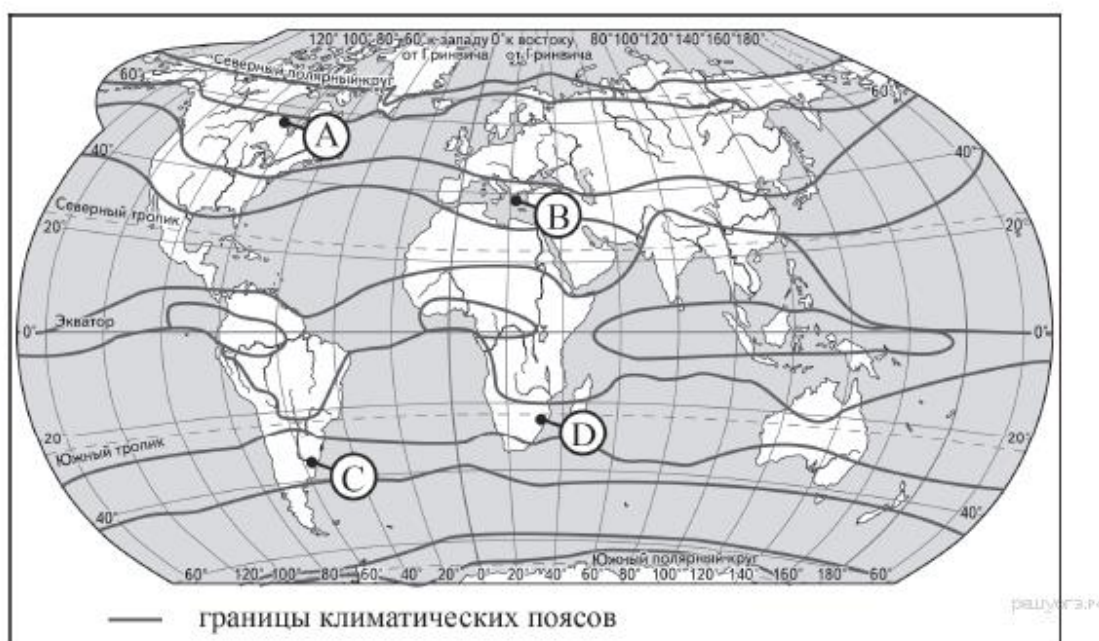 120° 100° 80° 60° к западу 0° к востоку 80° 100° 120° 140° 160° 180°
от Гринвича от Гринвича
Северный полярный круг
60° 60°
A
40° 40°
B
Северный тропик
20° 20°
Экватор
0° 0°
D
20° 20°
Южный тропик
C
40° 40°
Южный полярный круг
60° 120° 100° 80° 60° 40° 20° 0° 20° 40° 60° 80° 100° 120° 140° 160° 180° 60°
границы климатических поясов